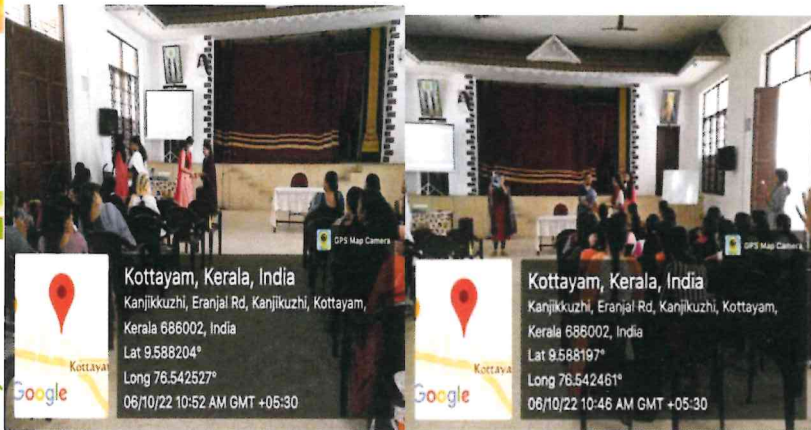 GPS Map Camera
Kottayam, Kerala, India
Kanjikkuzhi, Eranjal Rd, Kanjikuzhi, Kottayam,
Kerala 686002, India
Lat 9.588204°
Long 76.542527°
06/10/22 10:52 AM GMT +05:30
Kottaya
Google
GPS Map Camera
Kottayam, Kerala, India
Kanjikkuzhi, Eranjal Rd, Kanjikuzhi, Kottayam,
Kerala 686002, India
Lat 9.588197°
Long 76.542461°
06/10/22 10:46 AM GMT +05:30
Kottaya
Google